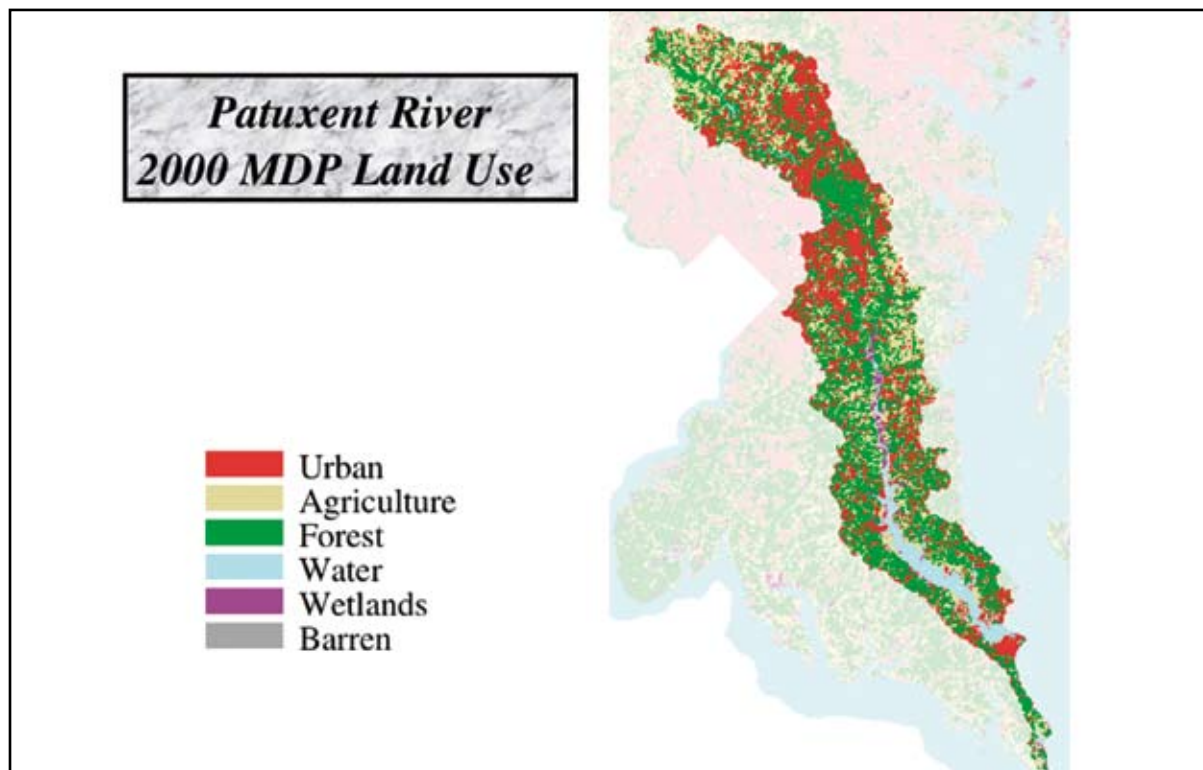 Patuxent River
2000 MDP Land Use
Urban
Agriculture
Forest
Water
Wetlands
Barren